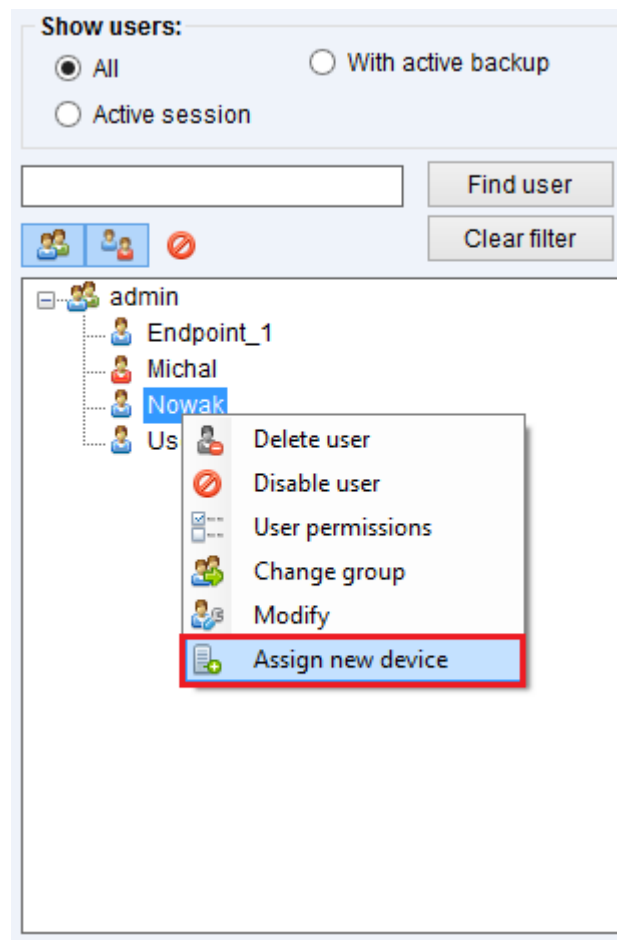 Show users:
All
With active backup
Active session
Find user
Clear filter
admin
Endpoint_1
Michal
Nowak
Us
Delete user
Disable user
User permissions
Change group
Modify
Assign new device